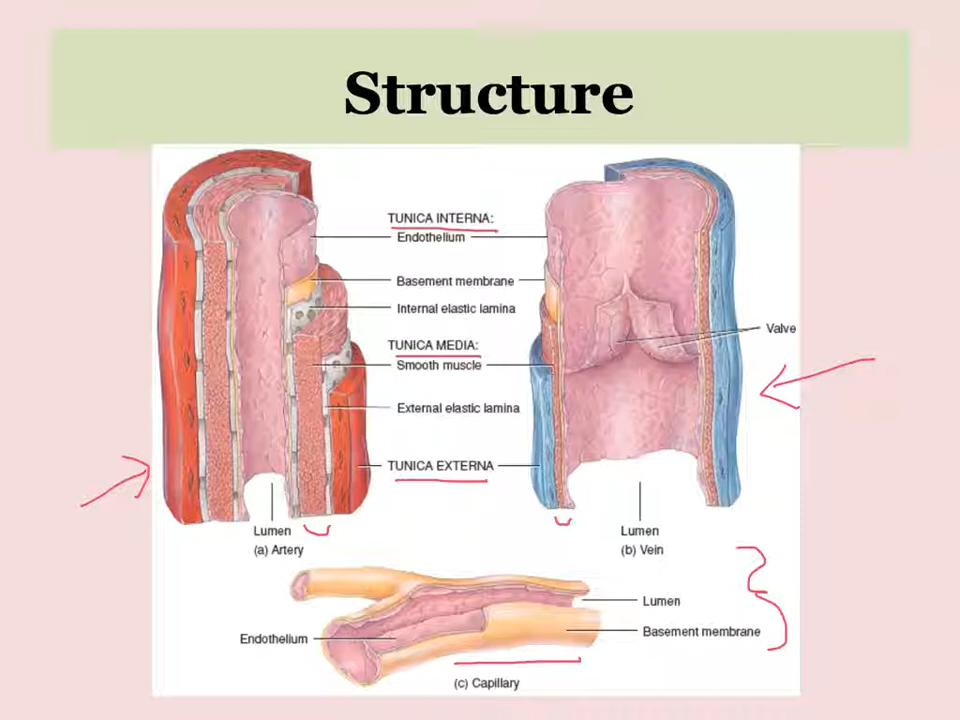 Structure
TUNICA INTERNA:
Endothelium
Basement membrane
Internal elastic lamina
TUNICA MEDIA:
Smooth muscle
External elastic lamina
TUNICA EXTERNA
Valve
Lumen
(a) Artery
Lumen
(b) Vein
Lumen
Basement membrane
Endothelium
(c) Capillary